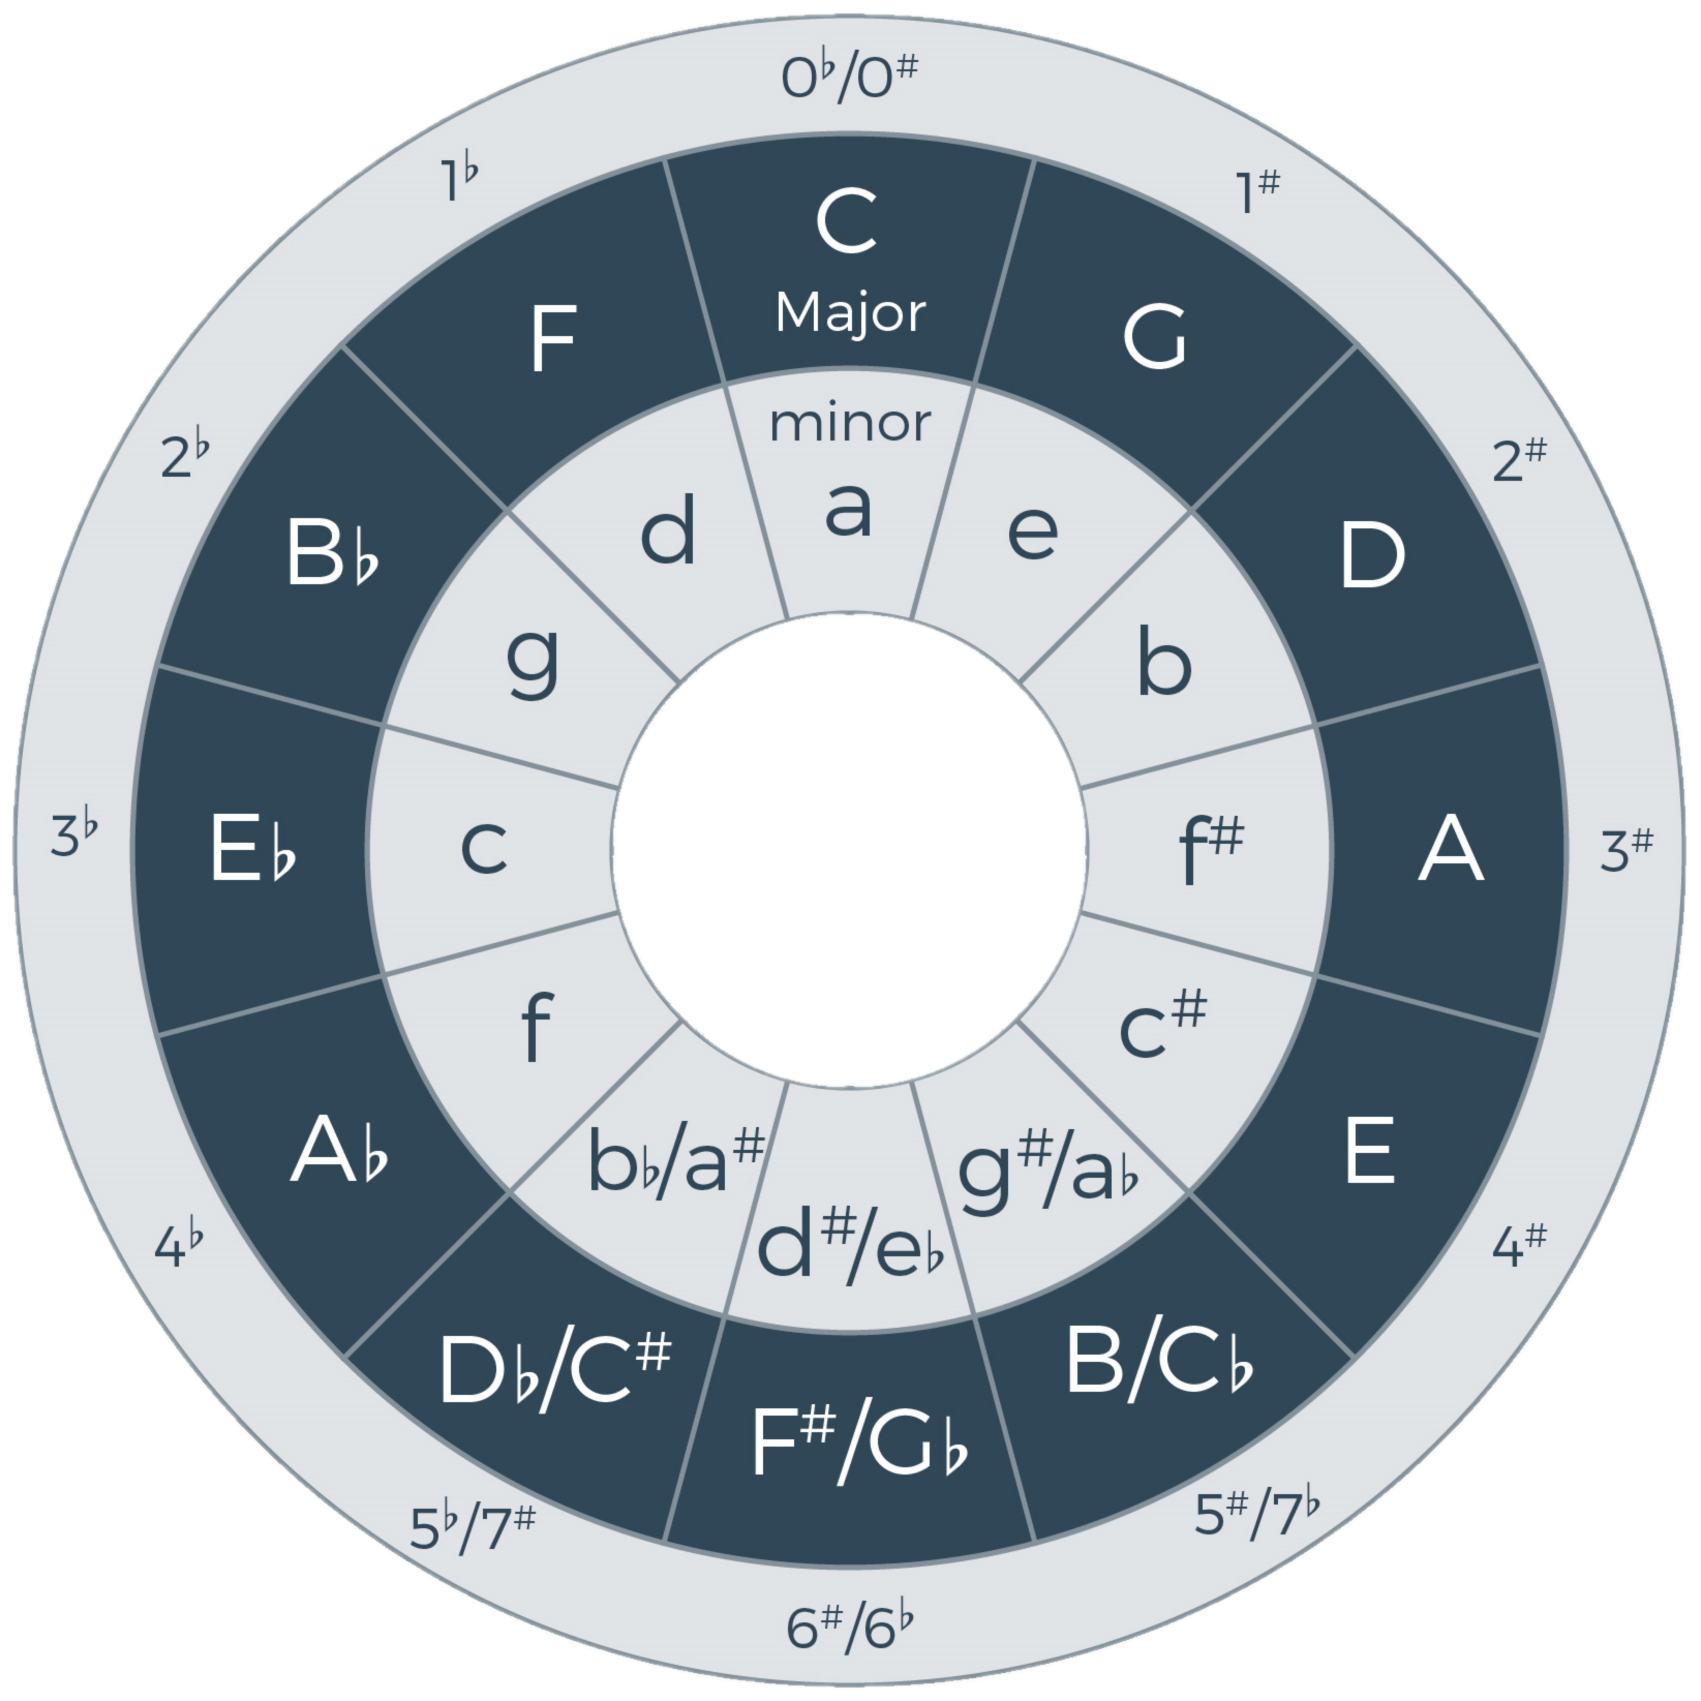 0♭/0#
1♭
1#
C
Major
F
G
minor
a
d
e
2♭
2#
B♭
D
g
b
3♭
E♭
c
f#
A
3#
f
c#
A♭
E
b♭/a#
g#/a♭
d#/e♭
4♭
4#
D♭/C#
B/C♭
F#/G♭
5♭/7#
5#/7♭
6#/6♭